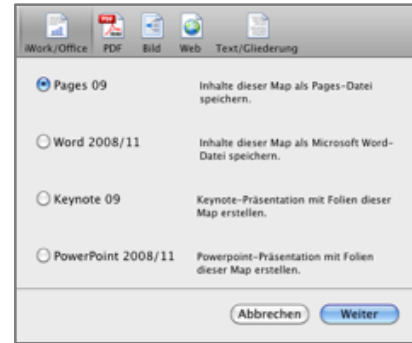 iWork/Office PDF Bild Web Text/Gliederung
Pages 09 Inhalte dieser Map als Pages-Datei
speichern.
Word 2008/11 Inhalte dieser Map als Microsoft Word-
Datei speichern.
Keynote 09 Keynote-Präsentation mit Folien dieser
Map erstellen.
PowerPoint 2008/11 Powerpoint-Präsentation mit Folien
dieser Map erstellen.
Abbrechen Weiter